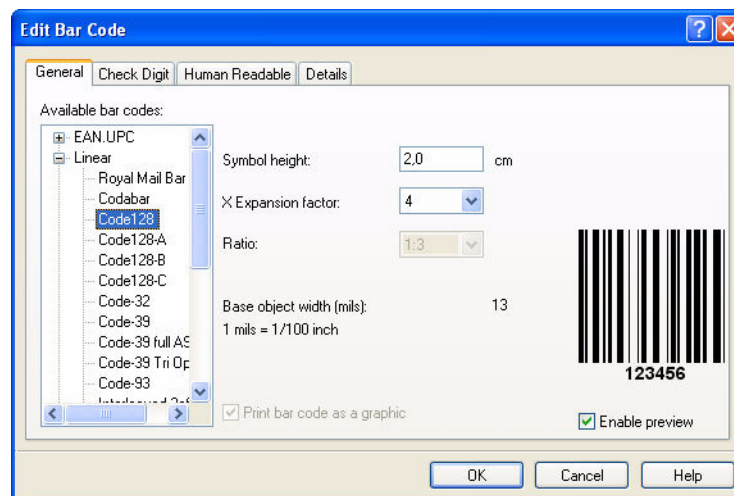 Edit Bar Code
General Check Digit Human Readable Details
Available bar codes:
EAN.UPC
Linear
Royal Mail Bar
Codabar
Code128
Code128-A
Code128-B
Code128-C
Code-32
Code-39
Code-39 full AS
Code-39 Tri Op
Code-93
Symbol height: 2,0 cm
X Expansion factor: 4
Ratio: 1:3
Base object width (mils): 13
1 mils = 1/100 inch
Print bar code as a graphic
123456
Enable preview
OK Cancel Help